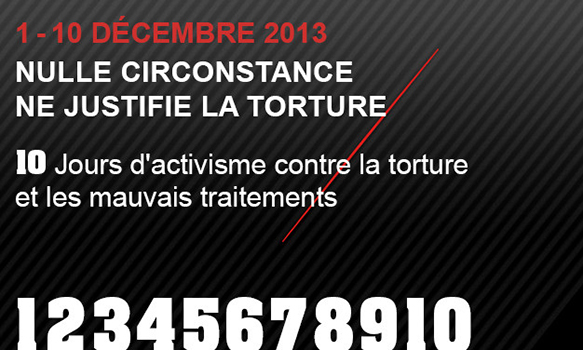 1 - 10 DÉCEMBRE 2013
NULLE CIRCONSTANCE
NE JUSTIFIE LA TORTURE
10 Jours d'activisme contre la torture
et les mauvais traitements
12345678910